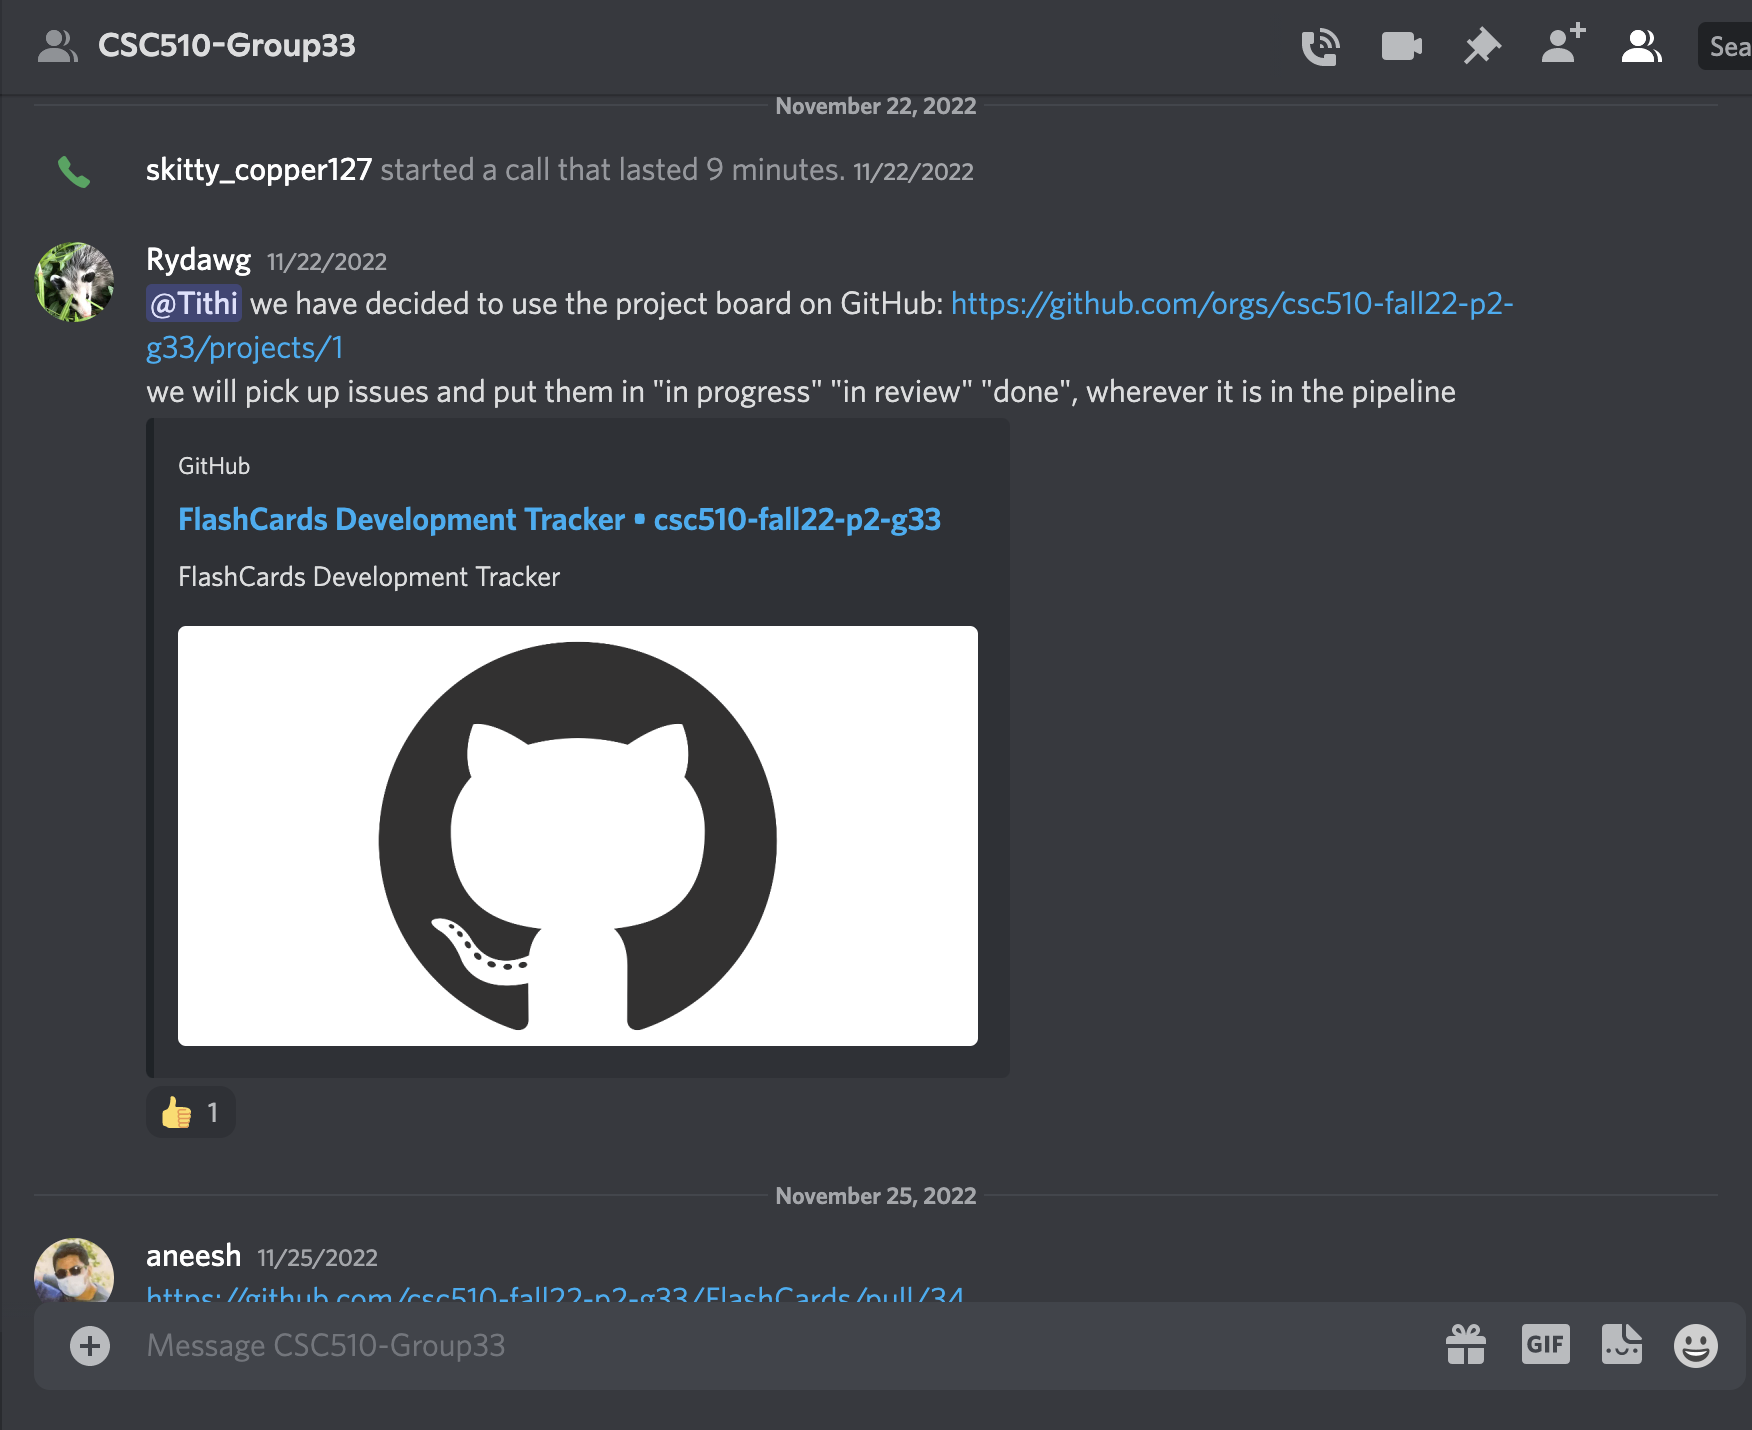 CSC510-Group33
Sea
November 22, 2022
skitty_copper127 started a call that lasted 9 minutes. 11/22/2022
Rydawg 11/22/2022
@Tithi we have decided to use the project board on GitHub: https://github.com/orgs/csc510-fall22-p2-
g33/projects/1
we will pick up issues and put them in "in progress" "in review" "done", wherever it is in the pipeline
GitHub
FlashCards Development Tracker • csc510-fall22-p2-g33
FlashCards Development Tracker
1
November 25, 2022
aneesh 11/25/2022
https://github.com/csc510-fall22-p2-g33/FlashCards/pull/34
Message CSC510-Group33
GIF